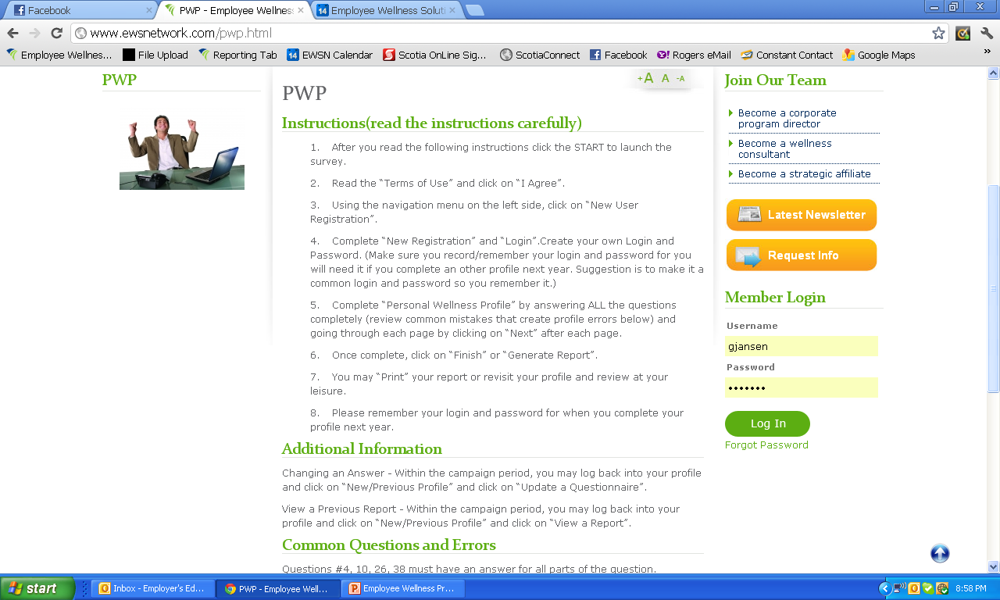 Facebook
PWP - Employee Wellness
Employee Wellness Soluti
www.ewsnetwork.com/pwp.html
Employee Wellnes...
File Upload
Reporting Tab
14 EWSN Calendar
Scotia OnLine Sig...
ScotiaConnect
Facebook
Rogers eMail
Constant Contact
Google Maps
»
PWP
+A A -A
PWP
Instructions(read the instructions carefully)
1. After you read the following instructions click the START to launch the
survey.
2. Read the “Terms of Use” and click on “I Agree”.
3. Using the navigation menu on the left side, click on “New User
Registration”.
4. Complete “New Registration” and “Login”.Create your own Login and
Password. (Make sure you record/remember your login and password for you
will need it if you complete an other profile next year. Suggestion is to make it a
common login and password so you remember it.)
5. Complete “Personal Wellness Profile” by answering ALL the questions
completely (review common mistakes that create profile errors below) and
going through each page by clicking on “Next” after each page.
6. Once complete, click on “Finish” or “Generate Report”.
7. You may “Print” your report or revisit your profile and review at your
leisure.
8. Please remember your login and password for when you complete your
profile next year.
Additional Information
Changing an Answer - Within the campaign period, you may log back into your profile
and click on “New/Previous Profile” and click on “Update a Questionnaire”.
View a Previous Report - Within the campaign period, you may log back into your
profile and click on “New/Previous Profile” and click on “View a Report”.
Common Questions and Errors
Questions #4, 10, 26, 38 must have an answer for all parts of the question.
Join Our Team
Become a corporate
program director
Become a wellness
consultant
Become a strategic affiliate
Latest Newsletter
Request Info
Member Login
Username
gjansen
Password
•••••••
Log In
Forgot Password
start
Inbox - Employer's Ed...
PWP - Employee Well...
Employee Wellness Pr...
8:58 PM